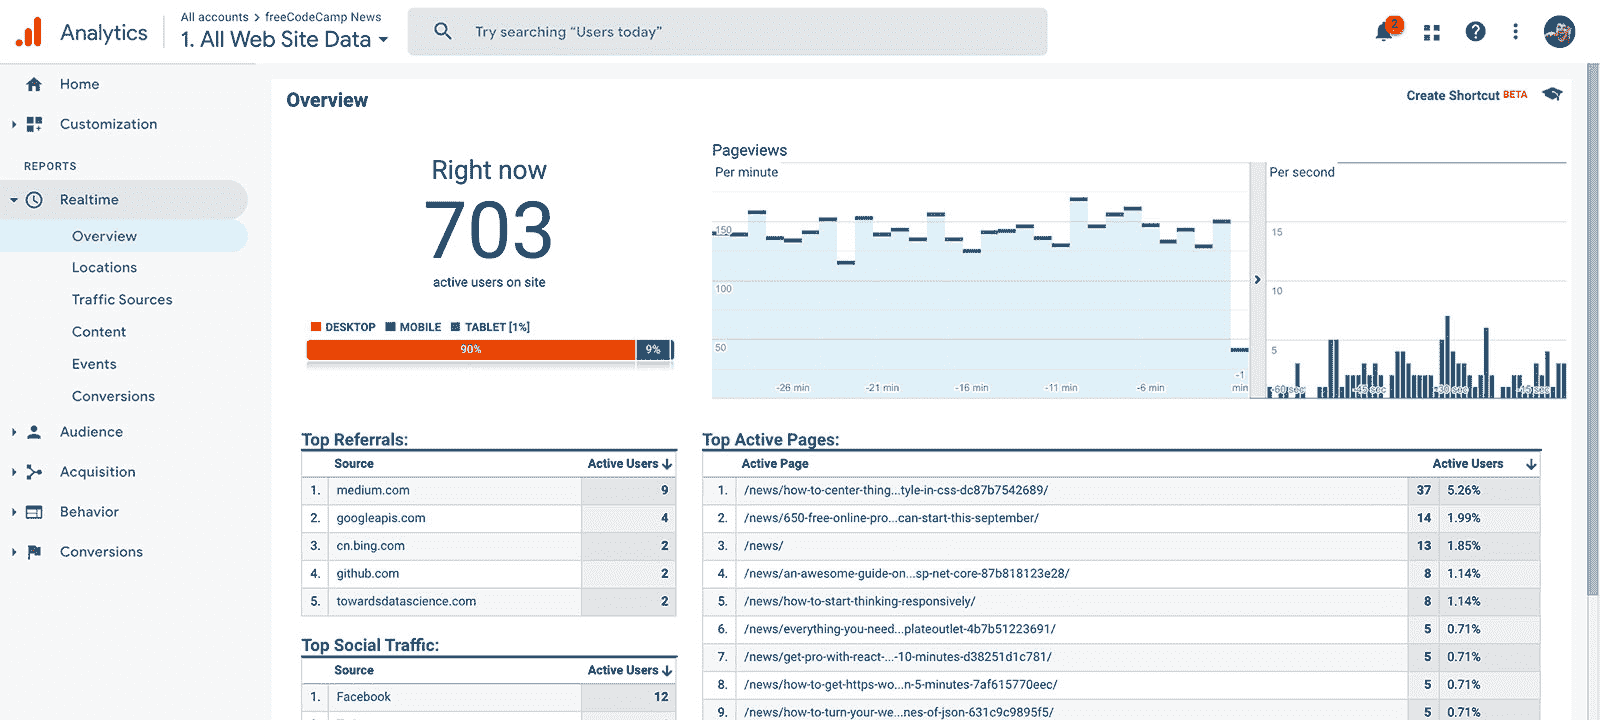 Analytics
All accounts > freeCodeCamp News
1. All Web Site Data
Try searching “Users today”
2
Home
Customization
REPORTS
Realtime
Overview
Locations
Traffic Sources
Content
Events
Conversions
Audience
Acquisition
Behavior
Conversions
Overview
Create Shortcut BETA
Right now
703
active users on site
DESKTOP MOBILE TABLET [1%]
90% 9%
Pageviews
Per minute
150
100
50
-26 min -21 min -16 min -11 min -6 min -1
min
Per second
15
10
5
-60 sec -45 sec -30 sec -15 sec
Top Referrals:
Source Active Users
1. medium.com 9
2. googleapis.com 4
3. cn.bing.com 2
4. github.com 2
5. towardsdatascience.com 2
Top Social Traffic:
Source Active Users
1. Facebook 12
Top Active Pages:
Active Page Active Users
1. /news/how-to-center-thing...tyle-in-css-dc87b7542689/ 37 5.26%
2. /news/650-free-online-pro...can-start-this-september/ 14 1.99%
3. /news/ 13 1.85%
4. /news/an-awesome-guide-on...sp-net-core-87b818123e28/ 8 1.14%
5. /news/how-to-start-thinking-responsively/ 8 1.14%
6. /news/everything-you-need...plateoutlet-4b7b51223691/ 5 0.71%
7. /news/get-pro-with-react-...-10-minutes-d38251d1c781/ 5 0.71%
8. /news/how-to-get-https-wo...n-5-minutes-7af615770eec/ 5 0.71%
9. /news/how-to-turn-your-we...nes-of-json-631c9c9895f5/ 5 0.71%